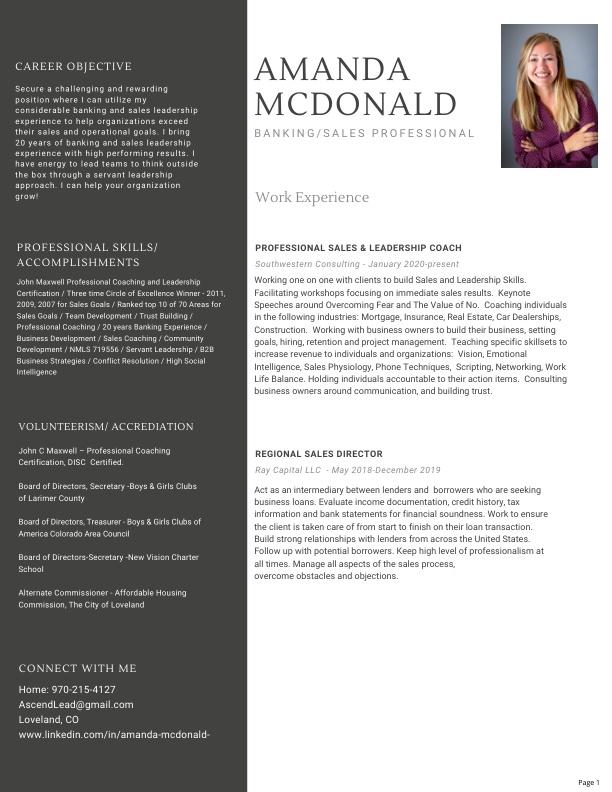 CAREER OBJECTIVE
Secure a challenging and rewarding
position where I can utilize my
considerable banking and sales leadership
experience to help organizations exceed
their sales and operational goals. I bring
20 years of banking and sales leadership
experience with high performing results. I
have energy to lead teams to think outside
the box through a servant leadership
approach. I can help your organization
grow!
PROFESSIONAL SKILLS/
ACCOMPLISHMENTS
John Maxwell Professional Coaching and Leadership
Certification / Three time Circle of Excellence Winner - 2011,
2009, 2007 for Sales Goals / Ranked top 10 of 70 Areas for
Sales Goals / Team Development / Trust Building /
Professional Coaching / 20 years Banking Experience /
Business Development / Sales Coaching / Community
Development / NMLS 719556 / Servant Leadership / B2B
Business Strategies / Conflict Resolution / High Social
Intelligence
VOLUNTEERISM/ ACCREDIATION
John C Maxwell – Professional Coaching
Certification, DISC Certified.
Board of Directors, Secretary -Boys & Girls Clubs
of Larimer County
Board of Directors, Treasurer - Boys & Girls Clubs of
America Colorado Area Council
Board of Directors-Secretary -New Vision Charter
School
Alternate Commissioner - Affordable Housing
Commission, The City of Loveland
CONNECT WITH ME
Home: 970-215-4127
AscendLead@gmail.com
Loveland, CO
www.linkedin.com/in/amanda-mcdonald-
AMANDA
MCDONALD
BANKING/SALES PROFESSIONAL
Work Experience
PROFESSIONAL SALES & LEADERSHIP COACH
Southwestern Consulting - January 2020-present
Working one on one with clients to build Sales and Leadership Skills.
Facilitating workshops focusing on immediate sales results. Keynote
Speeches around Overcoming Fear and The Value of No. Coaching individuals
in the following industries: Mortgage, Insurance, Real Estate, Car Dealerships,
Construction. Working with business owners to build their business, setting
goals, hiring, retention and project management. Teaching specific skillsets to
increase revenue to individuals and organizations: Vision, Emotional
Intelligence, Sales Physiology, Phone Techniques, Scripting, Networking, Work
Life Balance. Holding individuals accountable to their action items. Consulting
business owners around communication, and building trust.
REGIONAL SALES DIRECTOR
Ray Capital LLC - May 2018-December 2019
Act as an intermediary between lenders and borrowers who are seeking
business loans. Evaluate income documentation, credit history, tax
information and bank statements for financial soundness. Work to ensure
the client is taken care of from start to finish on their loan transaction.
Build strong relationships with lenders from across the United States.
Follow up with potential borrowers. Keep high level of professionalism at
all times. Manage all aspects of the sales process,
overcome obstacles and objections.
Page 1